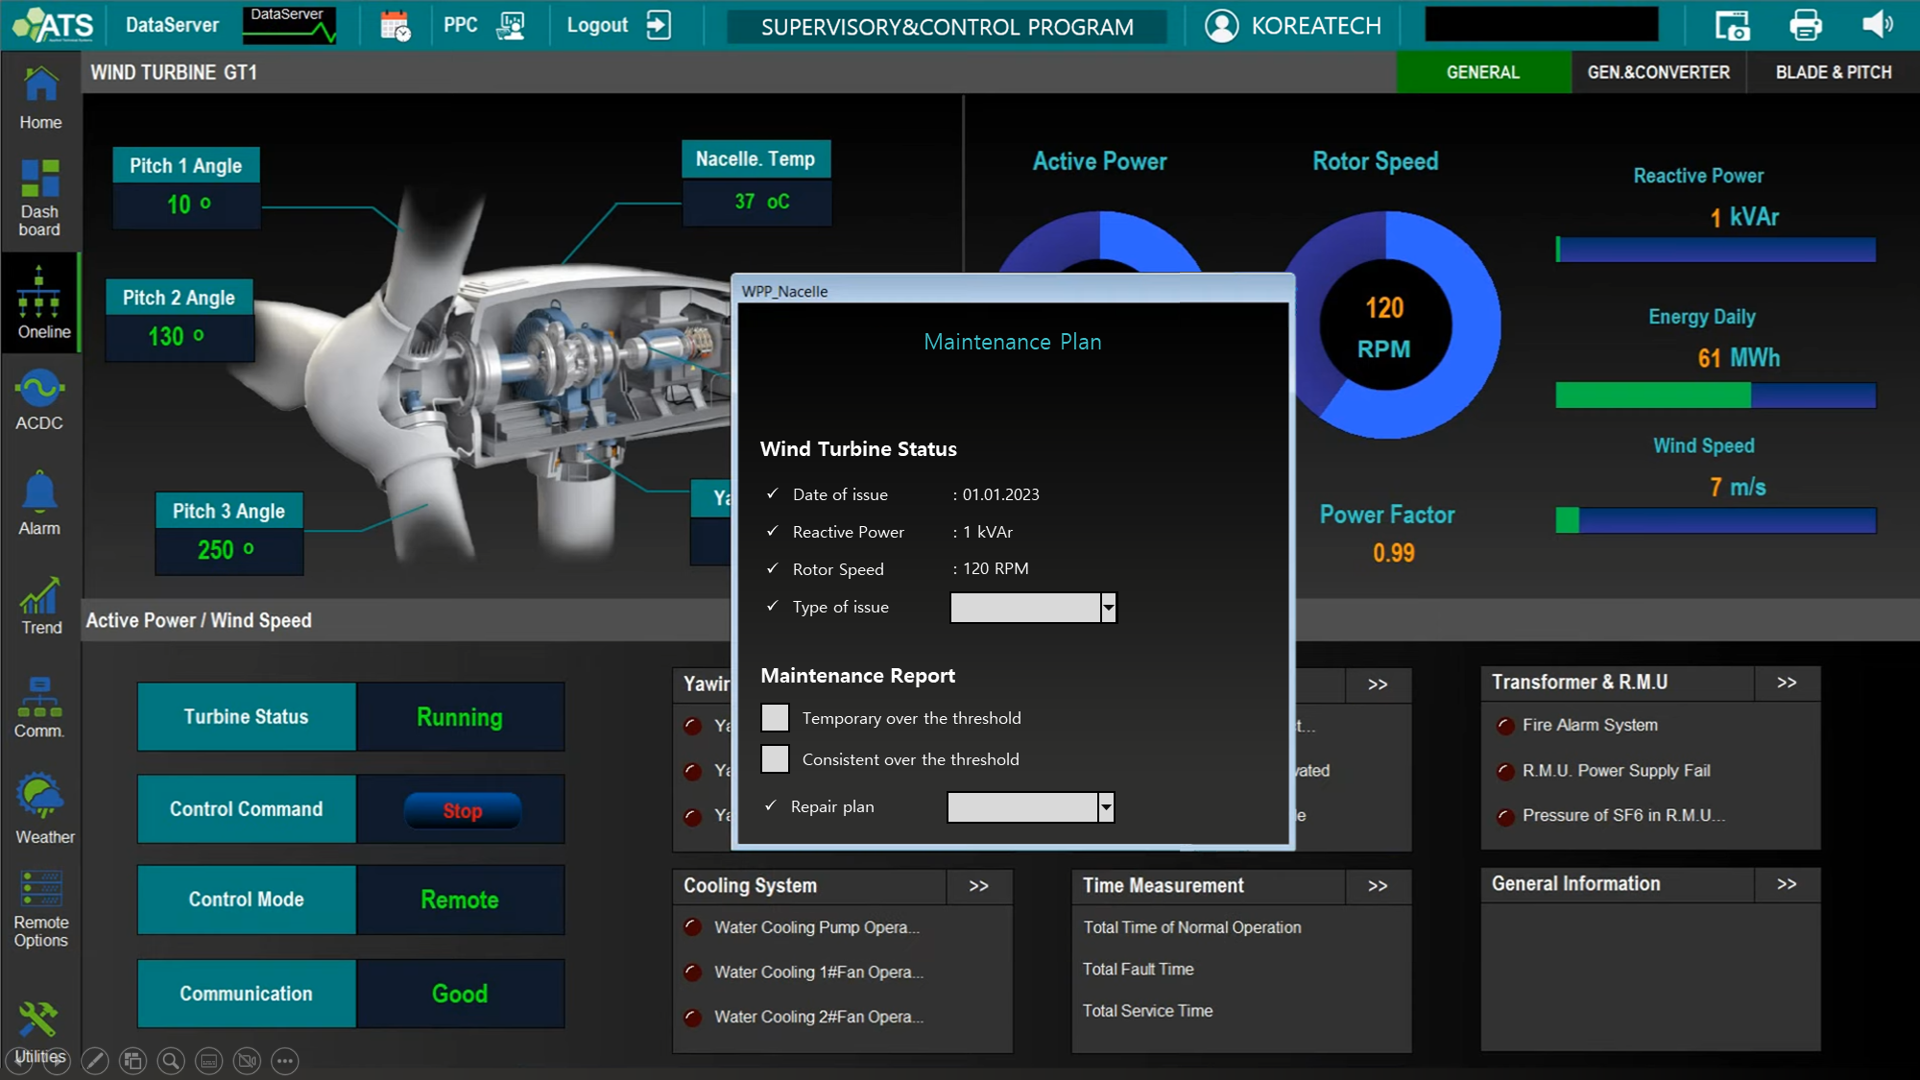 ATS
DataServer
DataServer
PPC
Logout
SUPERVISORY&CONTROL PROGRAM
KOREATECH
WIND TURBINE GT1
GENERAL
GEN.&CONVERTER
BLADE & PITCH
Home
Dash
board
Oneline
ACDC
Alarm
Trend
Comm.
Weather
Remote
Options
Utilities
Pitch 1 Angle
10 o
Pitch 2 Angle
130 o
Pitch 3 Angle
250 o
Nacelle. Temp
37 oC
Ya
Active Power
Rotor Speed
120
RPM
Power Factor
0.99
Reactive Power
1 kVAr
Energy Daily
61 MWh
Wind Speed
7 m/s
WPP_Nacelle
Maintenance Plan
Wind Turbine Status
✓ Date of issue : 01.01.2023
✓ Reactive Power : 1 kVAr
✓ Rotor Speed : 120 RPM
✓ Type of issue
Maintenance Report
Temporary over the threshold
Consistent over the threshold
✓ Repair plan
Active Power / Wind Speed
Turbine Status Running
Control Command Stop
Control Mode Remote
Communication Good
Yawin
Ya
Ya
Ya
>>
t...
vated
le
Transformer & R.M.U >>
Fire Alarm System
R.M.U. Power Supply Fail
Pressure of SF6 in R.M.U...
Cooling System >>
Water Cooling Pump Opera...
Water Cooling 1#Fan Opera...
Water Cooling 2#Fan Opera...
Time Measurement >>
Total Time of Normal Operation
Total Fault Time
Total Service Time
General Information >>